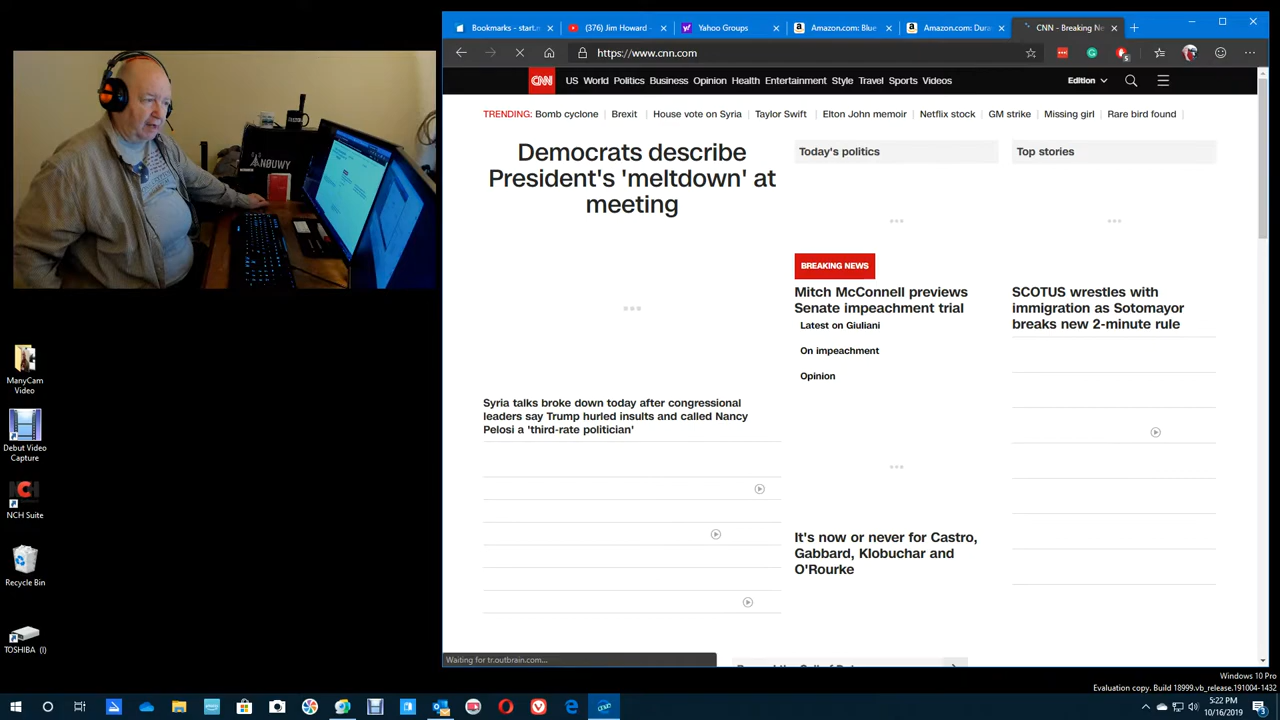 Bookmarks - start.m
(376) Jim Howard -
Yahoo Groups
Amazon.com: Blue
Amazon.com: Dura
CNN - Breaking Ne
https://www.cnn.com
CNN
US World Politics Business Opinion Health Entertainment Style Travel Sports Videos
Edition
TRENDING: Bomb cyclone | Brexit | House vote on Syria | Taylor Swift | Elton John memoir | Netflix stock | GM strike | Missing girl | Rare bird found |
Democrats describe
President's 'meltdown' at
meeting
Syria talks broke down today after congressional
leaders say Trump hurled insults and called Nancy
Pelosi a 'third-rate politician'
Today's politics
BREAKING NEWS
Mitch McConnell previews
Senate impeachment trial
Latest on Giuliani
On impeachment
Opinion
It's now or never for Castro,
Gabbard, Klobuchar and
O'Rourke
Top stories
SCOTUS wrestles with
immigration as Sotomayor
breaks new 2-minute rule
Waiting for tr.outbrain.com...
ANOUWY
ManyCam
Video
Debut Video
Capture
NCH
NCH Suite
Recycle Bin
TOSHIBA (I)
Windows 10 Pro
Evaluation copy. Build 18999.vb_release.191004-1432
5:22 PM
10/16/2019